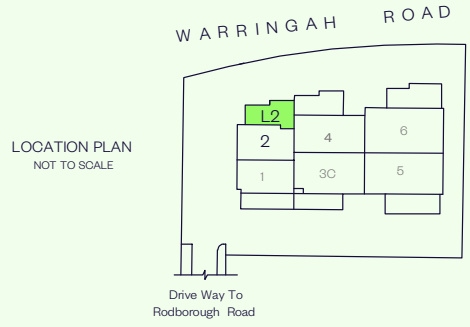 WARRINGAH ROAD
L2
4
6
2
LOCATION PLAN
NOT TO SCALE
1
3C
5
Drive Way To
Rodborough Road